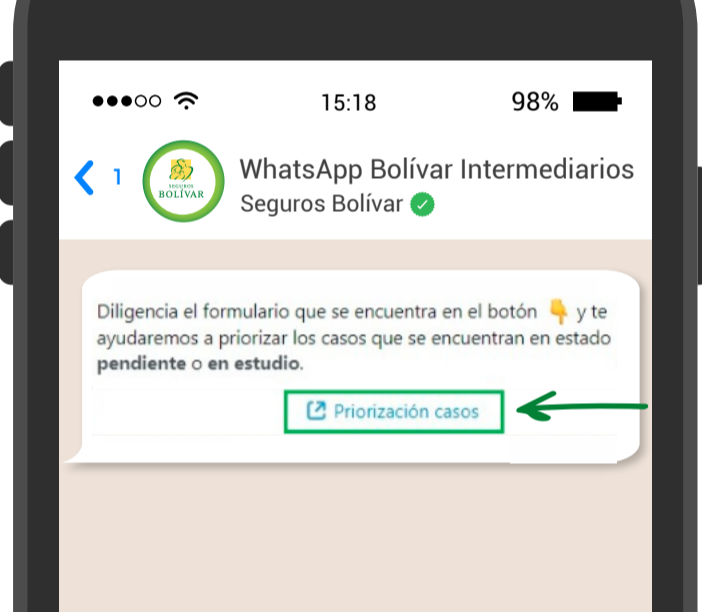 15:18 98%
1 WhatsApp Bolívar Intermediarios
SEGUROS
BOLÍVAR
Seguros Bolívar
Diligencia el formulario que se encuentra en el botón 👇 y te
ayudaremos a priorizar los casos que se encuentran en estado
pendiente o en estudio.
Priorización casos